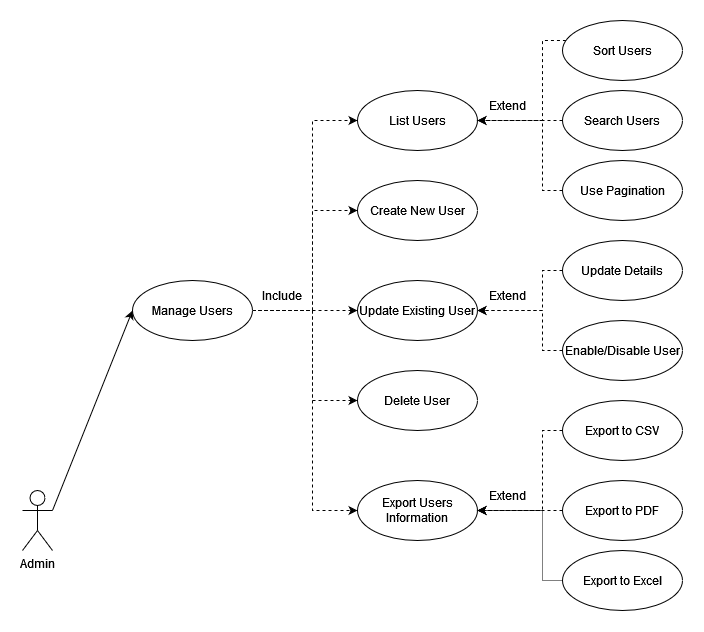 Sort Users
Extend
List Users
Search Users
Use Pagination
Create New User
Update Details
Include
Extend
Manage Users
Update Existing User
Enable/Disable User
Delete User
Export to CSV
Extend
Export Users
Information
Export to PDF
Admin
Export to Excel